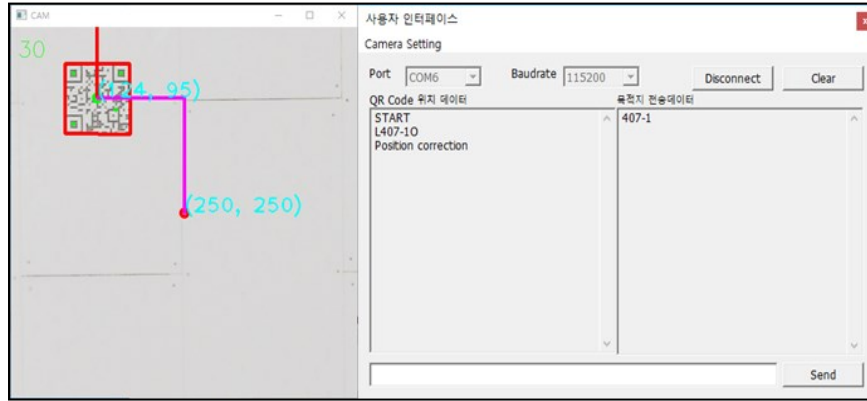 CAM
30
(124, 95)
(250, 250)
사용자 인터페이스
Camera Setting
Port COM6 Baudrate 115200 Disconnect Clear
QR Code 위치 데이터
목적지 전송데이터
START
L407-1O
Position correction
407-1
Send